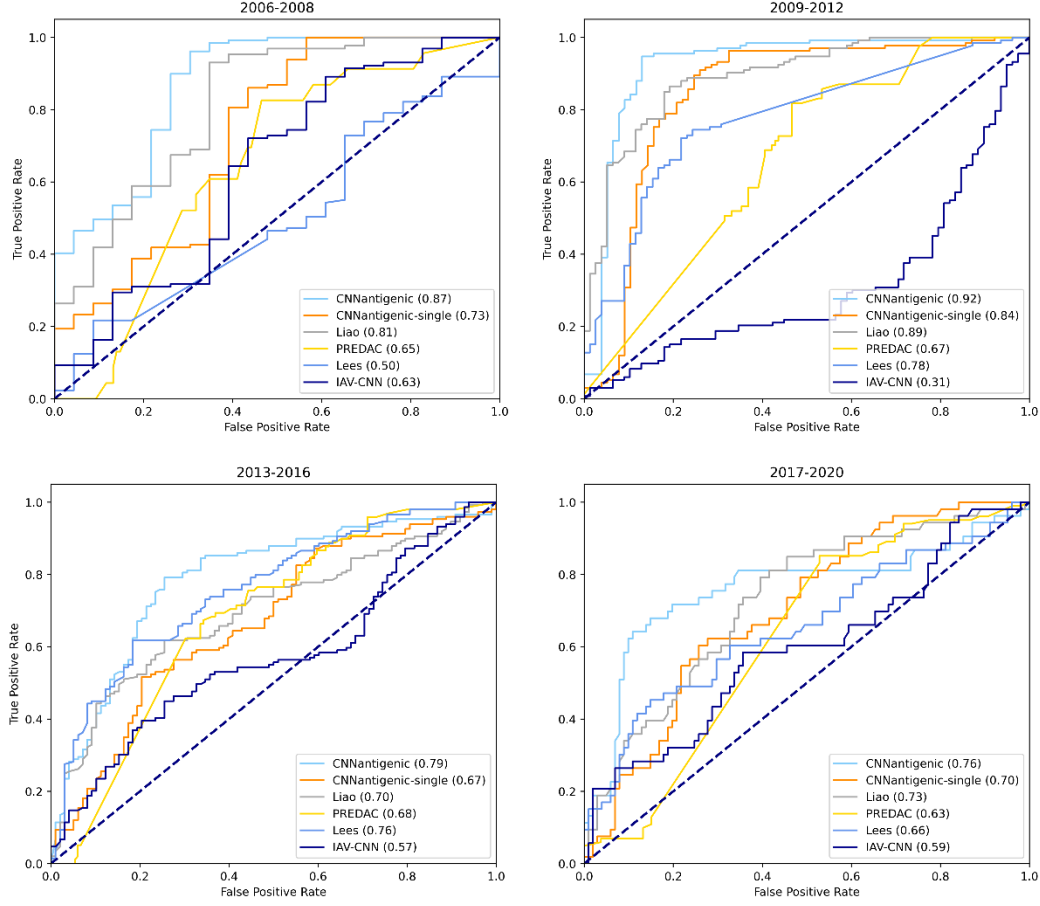 2006-2008
1.0
0.8
0.6
0.4
0.2
0.0
True Positive Rate
CNNantigenic (0.87)
CNNantigenic-single (0.73)
Liao (0.81)
PREDAC (0.65)
Lees (0.50)
IAV-CNN (0.63)
0.0 0.2 0.4 0.6 0.8 1.0
False Positive Rate
2009-2012
1.0
0.8
0.6
0.4
0.2
0.0
True Positive Rate
CNNantigenic (0.92)
CNNantigenic-single (0.84)
Liao (0.89)
PREDAC (0.67)
Lees (0.78)
IAV-CNN (0.31)
0.0 0.2 0.4 0.6 0.8 1.0
False Positive Rate
2013-2016
1.0
0.8
0.6
0.4
0.2
0.0
True Positive Rate
CNNantigenic (0.79)
CNNantigenic-single (0.67)
Liao (0.70)
PREDAC (0.68)
Lees (0.76)
IAV-CNN (0.57)
0.0 0.2 0.4 0.6 0.8 1.0
False Positive Rate
2017-2020
1.0
0.8
0.6
0.4
0.2
0.0
True Positive Rate
CNNantigenic (0.76)
CNNantigenic-single (0.70)
Liao (0.73)
PREDAC (0.63)
Lees (0.66)
IAV-CNN (0.59)
0.0 0.2 0.4 0.6 0.8 1.0
False Positive Rate